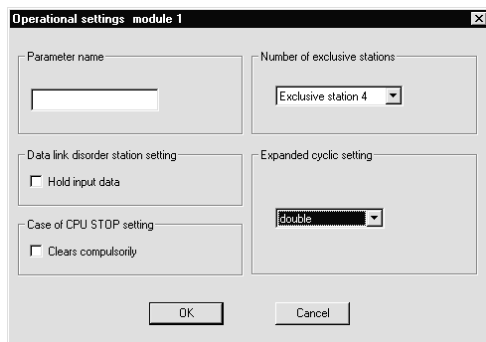 Operational settings module 1
Parameter name
Number of exclusive stations
Exclusive station 4
Data link disorder station setting
Hold input data
Expanded cyclic setting
double
Case of CPU STOP setting
Clears compulsorily
OK
Cancel